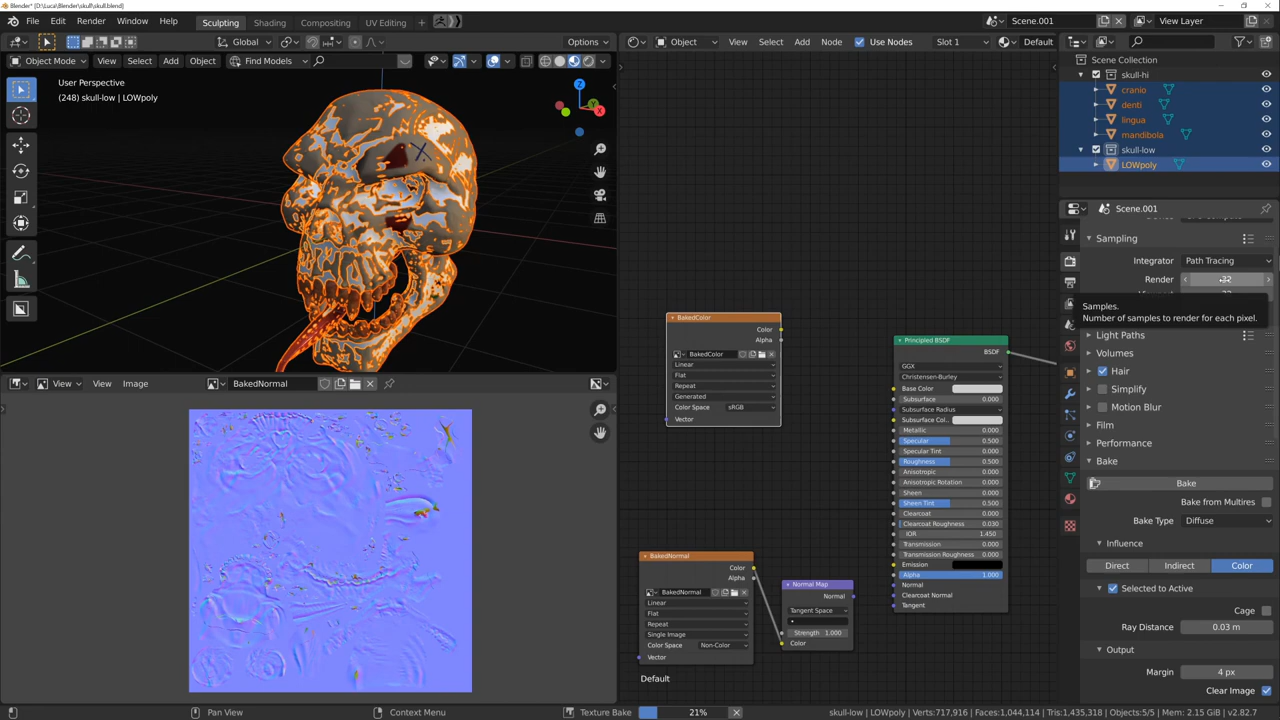 Blender* [D:\Luca\Blender\skull\skull.blend]
File Edit Render Window Help Sculpting Shading Compositing UV Editing + Scene.001 View Layer
Global Options
Object Mode View Select Add Object Find Models
User Perspective
(248) skull-low | LOWpoly
Z
Y
X
View View Image BakedNormal
Object View Select Add Node Use Nodes Slot 1 Default
BakedColor
Color
Alpha
BakedColor
Linear
Flat
Repeat
Generated
Color Space sRGB
Vector
BakedNormal
Color
Alpha
BakedNormal
Linear
Flat
Repeat
Single Image
Color Space Non-Color
Vector
Default
Normal Map
Normal
Tangent Space
Strength 1.000
Color
Principled BSDF
BSDF
GGX
Christensen-Burley
Base Color
Subsurface 0.000
Subsurface Radius
Subsurface Col..
Metallic 0.000
Specular 0.500
Specular Tint 0.000
Roughness 0.500
Anisotropic 0.000
Anisotropic Rotation 0.000
Sheen 0.000
Sheen Tint 0.500
Clearcoat 0.000
Clearcoat Roughness 0.030
IOR 1.450
Transmission 0.000
Transmission Roughness 0.000
Emission
Alpha 1.000
Normal
Clearcoat Normal
Tangent
Scene Collection
skull-hi
cranio
denti
lingua
mandibola
skull-low
LOWpoly
Scene.001
Sampling
Integrator Path Tracing
Render 32
Samples.
Number of samples to render for each pixel.
Light Paths
Volumes
Hair
Simplify
Motion Blur
Film
Performance
Bake
Bake
Bake from Multires
Bake Type Diffuse
Influence
Direct Indirect Color
Selected to Active
Cage
Ray Distance 0.03 m
Output
Margin 4 px
Clear Image
Pan View Context Menu Texture Bake 21% skull-low | LOWpoly | Verts:717,916 | Faces:1,044,114 | Tris:1,435,318 | Objects:5/5 | Mem: 2.15 GiB | v2.82.7